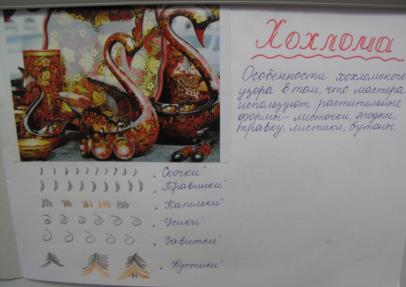 Хохлома
Особенности хохломского
узора в том, что мастера
используют растительные
формы - листочки, ягодки,
травку, листики, бутоны.
Осочки
Травинки
Капельки
Усики
Завитки
Кустики